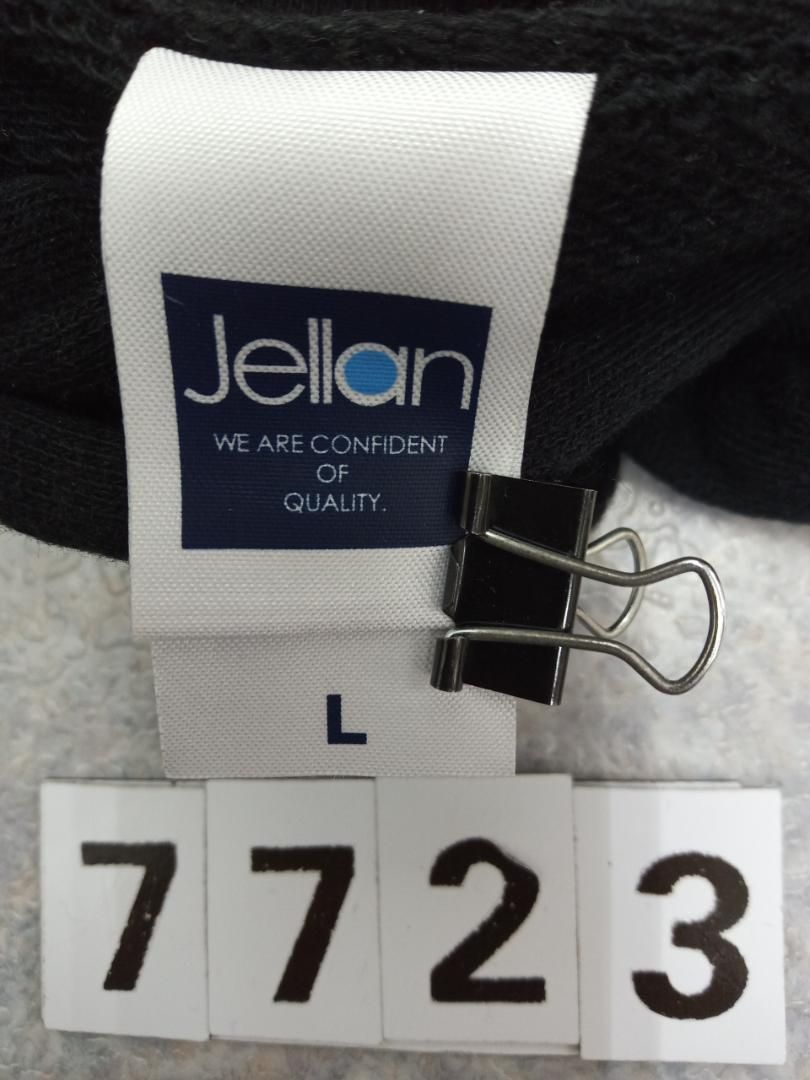 Jellan
WE ARE CONFIDENT
OF
QUALITY.
L
7723